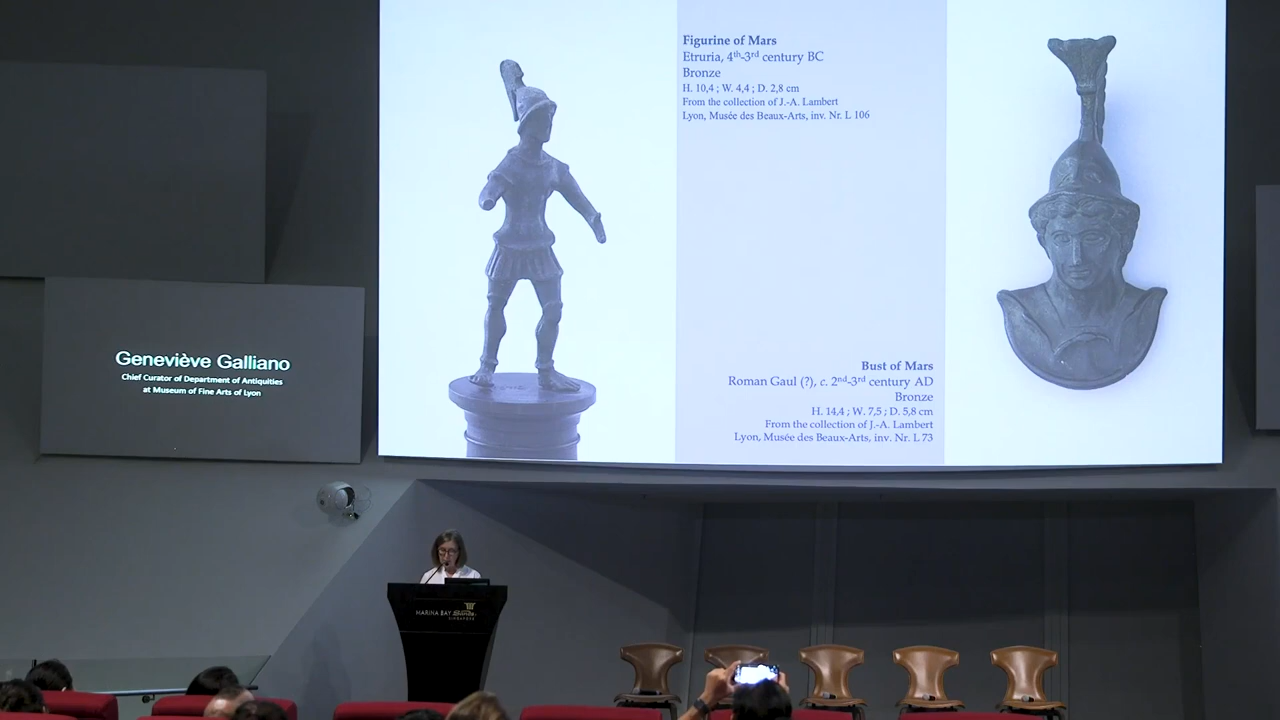 Figurine of Mars
Etruria, 4th-3rd century BC
Bronze
H. 10,4 ; W. 4,4 ; D. 2,8 cm
From the collection of J.-A. Lambert
Lyon, Musée des Beaux-Arts, inv. Nr. L 106
Bust of Mars
Roman Gaul (?), c. 2nd-3rd century AD
Bronze
H. 14,4 ; W. 7,5 ; D. 5,8 cm
From the collection of J.-A. Lambert
Lyon, Musée des Beaux-Arts, inv. Nr. L 73
Geneviève Galliano
Chief Curator of Department of Antiquities
at Museum of Fine Arts of Lyon
MARINA BAY Sands
SINGAPORE